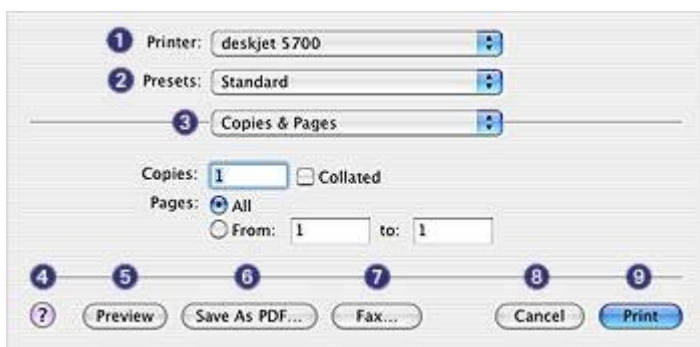 1 Printer: deskjet 5700
2 Presets: Standard
3 Copies & Pages
Copies: 1 Collated
Pages: All
From: 1 to: 1
4 5 6 7 8 9
? Preview Save As PDF... Fax... Cancel Print